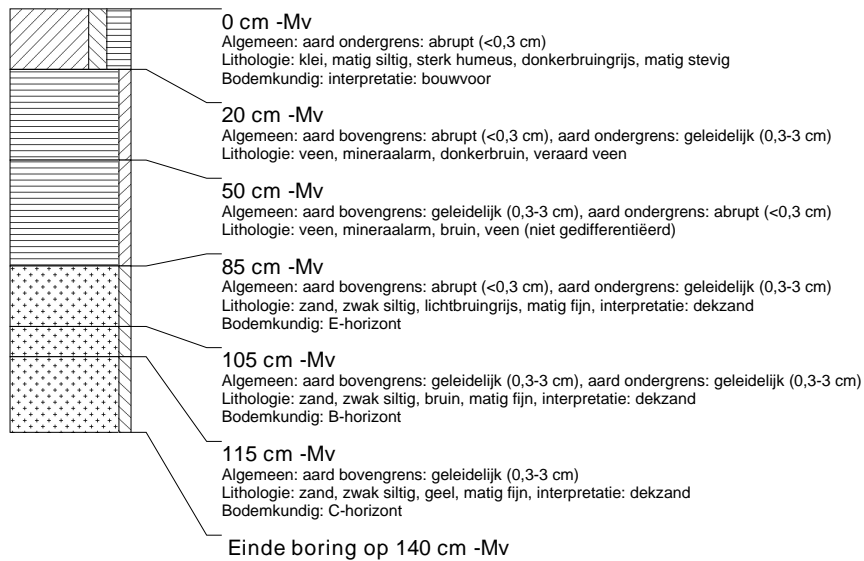 0 cm -Mv
Algemeen: aard ondergrens: abrupt (<0,3 cm)
Lithologie: klei, matig siltig, sterk humeus, donkerbruingrijs, matig stevig
Bodemkundig: interpretatie: bouwvoor
20 cm -Mv
Algemeen: aard bovengrens: abrupt (<0,3 cm), aard ondergrens: geleidelijk (0,3-3 cm)
Lithologie: veen, mineraalarm, donkerbruin, veraard veen
50 cm -Mv
Algemeen: aard bovengrens: geleidelijk (0,3-3 cm), aard ondergrens: abrupt (<0,3 cm)
Lithologie: veen, mineraalarm, bruin, veen (niet gedifferentiëerd)
85 cm -Mv
Algemeen: aard bovengrens: abrupt (<0,3 cm), aard ondergrens: geleidelijk (0,3-3 cm)
Lithologie: zand, zwak siltig, lichtbruingrijs, matig fijn, interpretatie: dekzand
Bodemkundig: E-horizont
105 cm -Mv
Algemeen: aard bovengrens: geleidelijk (0,3-3 cm), aard ondergrens: geleidelijk (0,3-3 cm)
Lithologie: zand, zwak siltig, bruin, matig fijn, interpretatie: dekzand
Bodemkundig: B-horizont
115 cm -Mv
Algemeen: aard bovengrens: geleidelijk (0,3-3 cm)
Lithologie: zand, zwak siltig, geel, matig fijn, interpretatie: dekzand
Bodemkundig: C-horizont
Einde boring op 140 cm -Mv